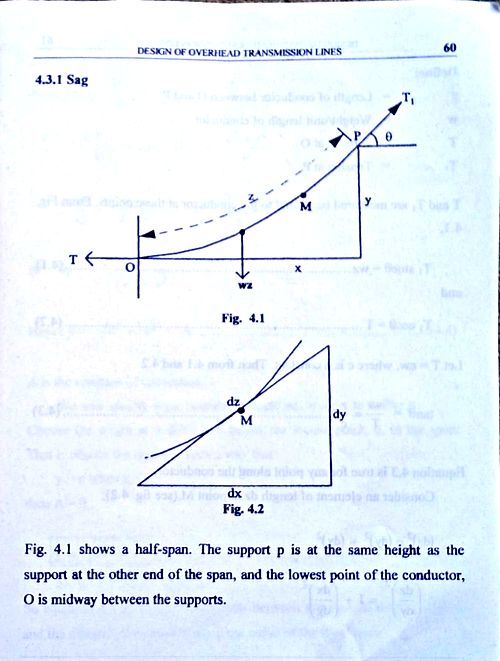 DESIGN OF OVERHEAD TRANSMISSION LINES 60
4.3.1 Sag
T₁
P
θ
z
M
y
T
O
x
wz
Fig. 4.1
dz
M
dy
dx
Fig. 4.2
Fig. 4.1 shows a half-span. The support p is at the same height as the
support at the other end of the span, and the lowest point of the conductor,
O is midway between the supports.